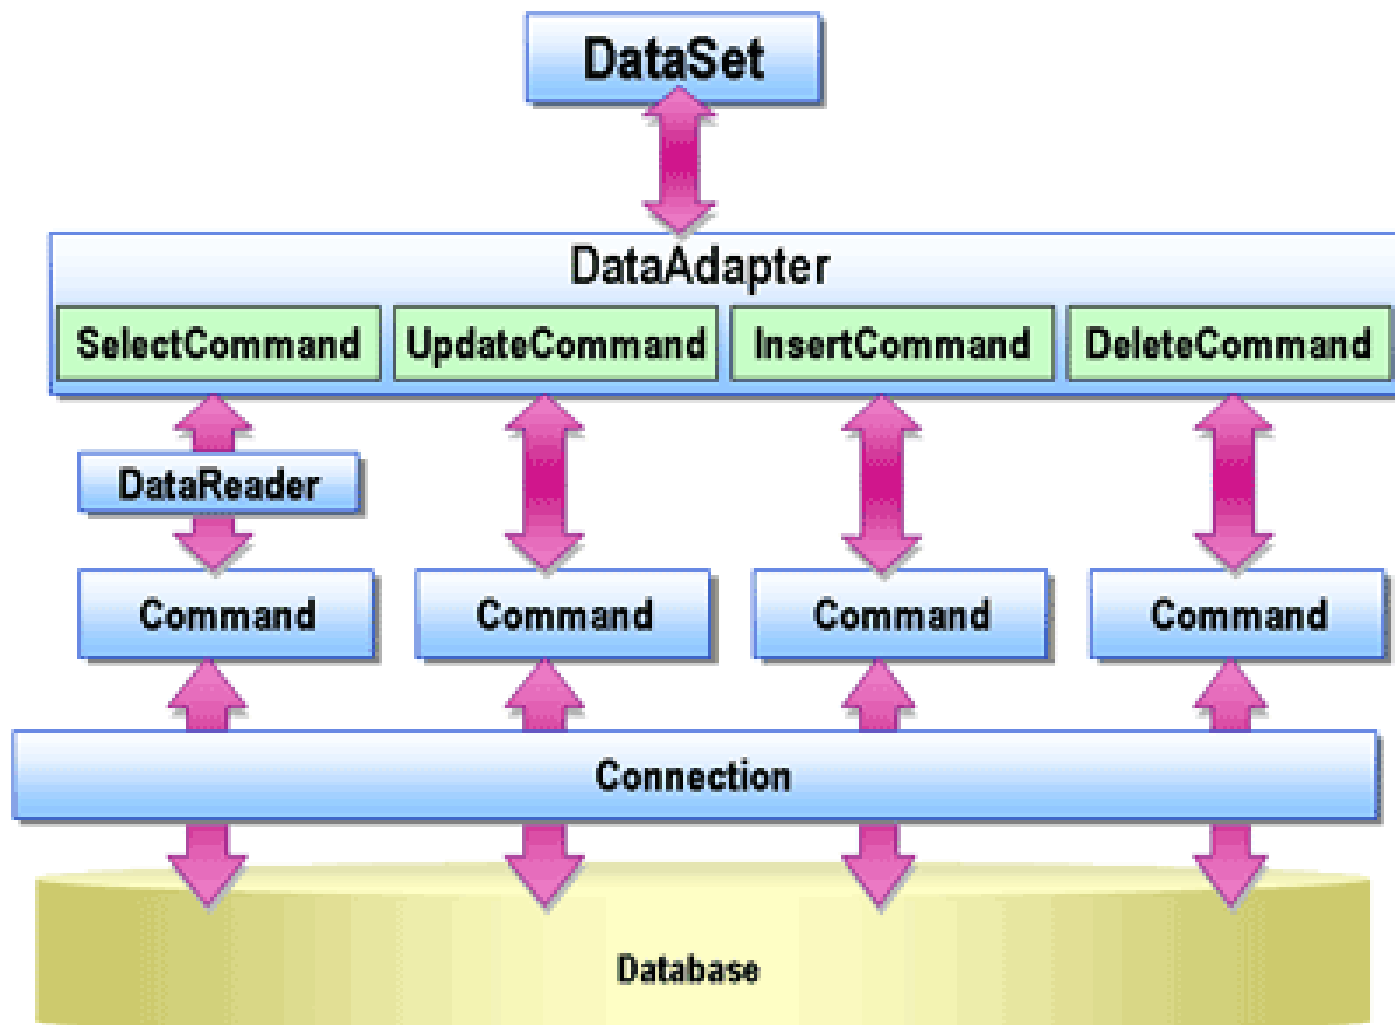 DataSet
DataAdapter
SelectCommand UpdateCommand InsertCommand DeleteCommand
DataReader
Command Command Command Command
Connection
Database